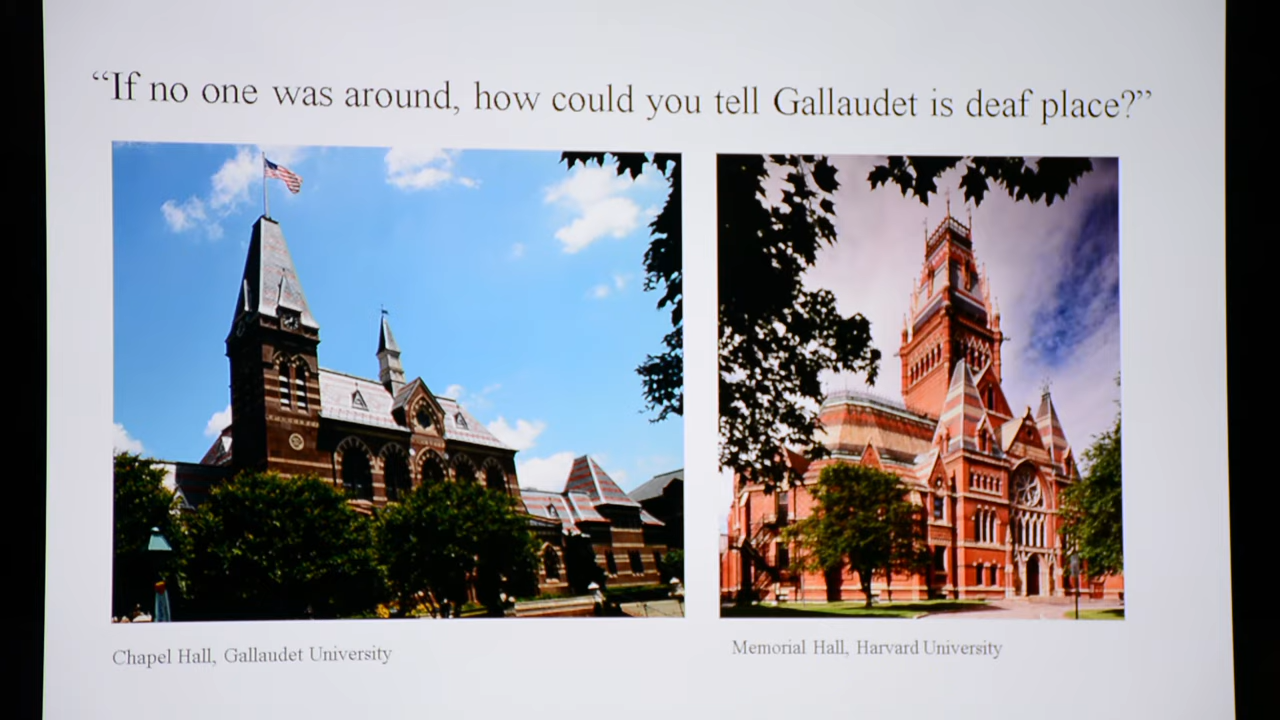 “If no one was around, how could you tell Gallaudet is deaf place?”
Chapel Hall, Gallaudet University
Memorial Hall, Harvard University